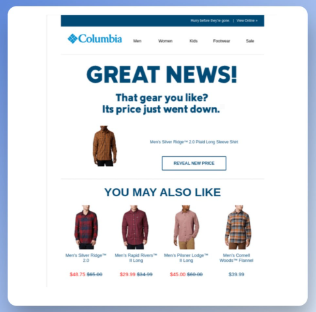 Hurry before they're gone. | View Online »
Columbia
Men Women Kids Footwear Sale
GREAT NEWS!
That gear you like?
Its price just went down.
Men's Silver Ridge™ 2.0 Plaid Long Sleeve Shirt
REVEAL NEW PRICE
YOU MAY ALSO LIKE
Men's Silver Ridge™ Men's Rapid Rivers™ Men's Pilsner Lodge™ Men's Cornell
2.0 II Long II Long Woods™ Flannel
$48.75 $65.00 $29.99 $54.99 $45.00 $60.00 $39.99